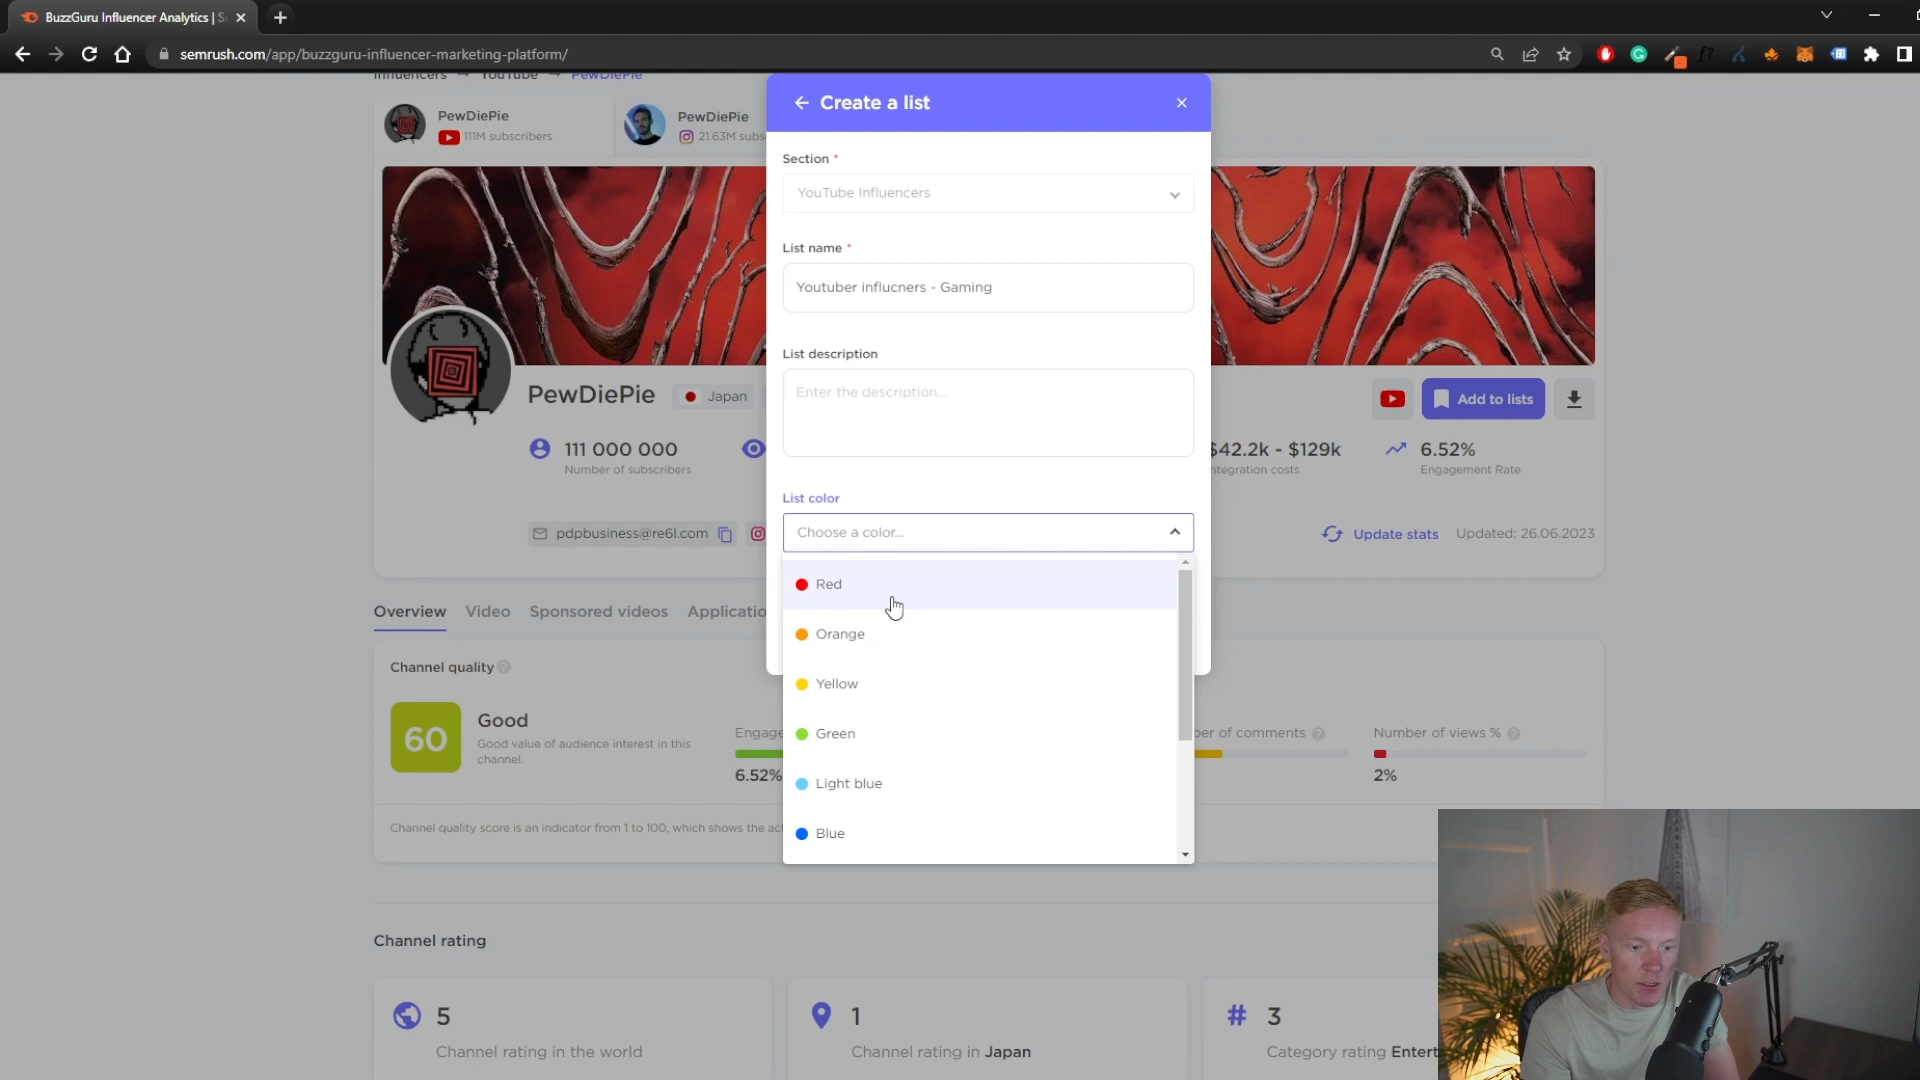 BuzzGuru Influencer Analytics | S
semrush.com/app/buzzguru-influencer-marketing-platform/
Influencers → YouTube → PewDiePie
PewDiePie
111M subscribers
PewDiePie
21.63M subs
Create a list
Section *
YouTube Influencers
List name *
Youtuber influcners - Gaming
List description
Enter the description...
List color
Choose a color...
Red
Orange
Yellow
Green
Light blue
Blue
PewDiePie
Japan
Add to lists
111 000 000
Number of subscribers
$42.2k - $129k
ntegration costs
6.52%
Engagement Rate
pdpbusiness@re6l.com
Update stats
Updated: 26.06.2023
Overview
Video
Sponsored videos
Applicatio
Channel quality
60
Good
Good value of audience interest in this
channel.
Engage
6.52%
ber of comments
Number of views %
2%
Channel quality score is an indicator from 1 to 100, which shows the ac
Channel rating
5
Channel rating in the world
1
Channel rating in Japan
# 3
Category rating Entert